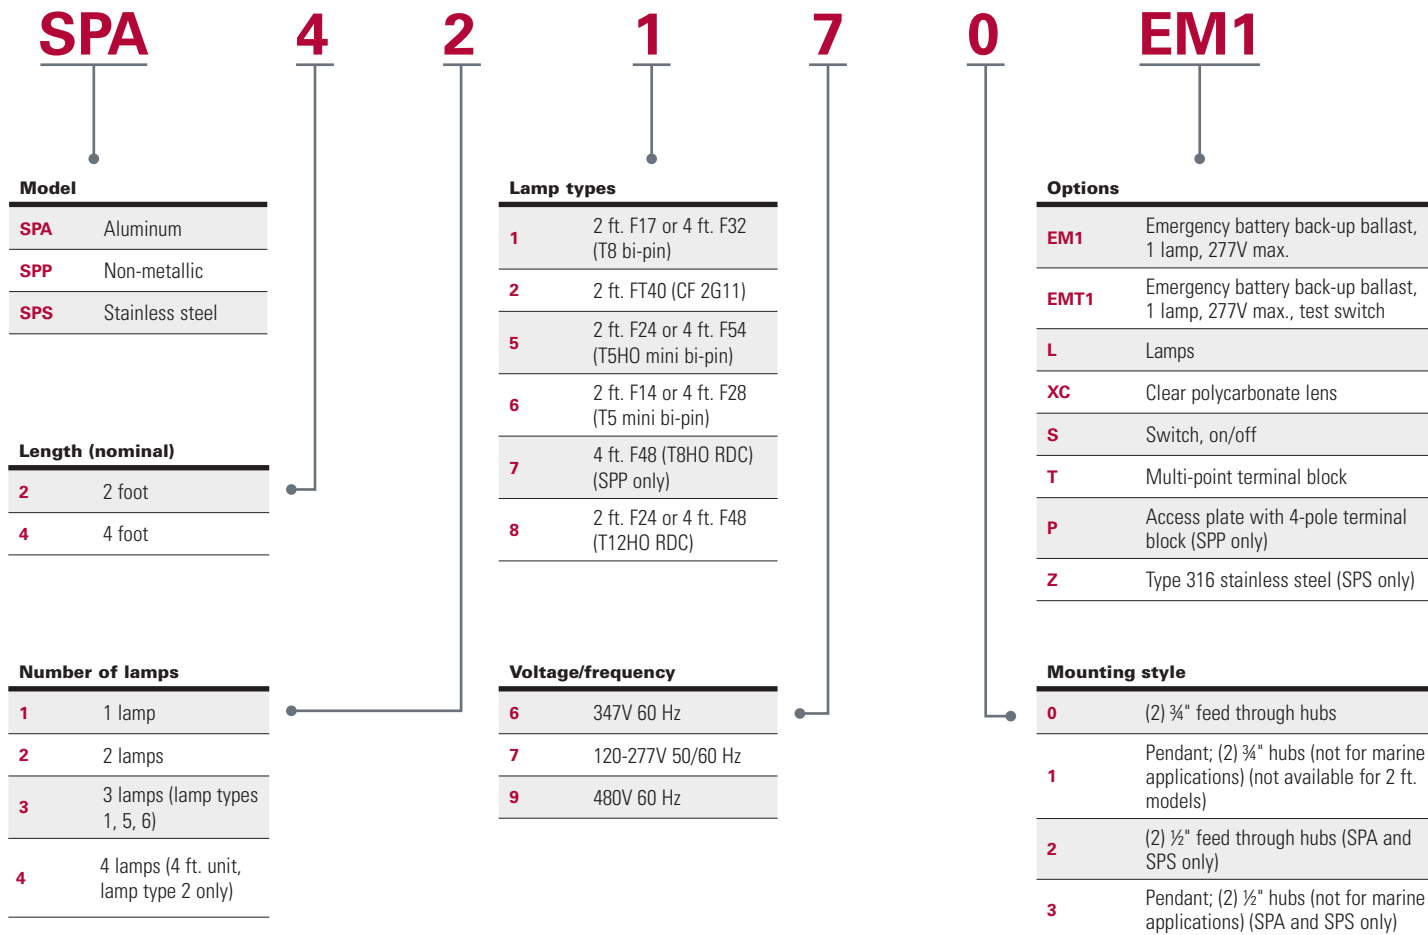 SPA 4 2 1 7 0 EM1
Model
SPA Aluminum
SPP Non-metallic
SPS Stainless steel
Length (nominal)
2 2 foot
4 4 foot
Number of lamps
1 1 lamp
2 2 lamps
3 3 lamps (lamp types
1, 5, 6)
4 4 lamps (4 ft. unit,
lamp type 2 only)
Lamp types
1 2 ft. F17 or 4 ft. F32
(T8 bi-pin)
2 2 ft. FT40 (CF 2G11)
5 2 ft. F24 or 4 ft. F54
(T5HO mini bi-pin)
6 2 ft. F14 or 4 ft. F28
(T5 mini bi-pin)
7 4 ft. F48 (T8HO RDC)
(SPP only)
8 2 ft. F24 or 4 ft. F48
(T12HO RDC)
Voltage/frequency
6 347V 60 Hz
7 120-277V 50/60 Hz
9 480V 60 Hz
Options
EM1 Emergency battery back-up ballast,
1 lamp, 277V max.
EMT1 Emergency battery back-up ballast,
1 lamp, 277V max., test switch
L Lamps
XC Clear polycarbonate lens
S Switch, on/off
T Multi-point terminal block
P Access plate with 4-pole terminal
block (SPP only)
Z Type 316 stainless steel (SPS only)
Mounting style
0 (2) ¾" feed through hubs
1 Pendant; (2) ¾" hubs (not for marine
applications) (not available for 2 ft.
models)
2 (2) ½" feed through hubs (SPA and
SPS only)
3 Pendant; (2) ½" hubs (not for marine
applications) (SPA and SPS only)